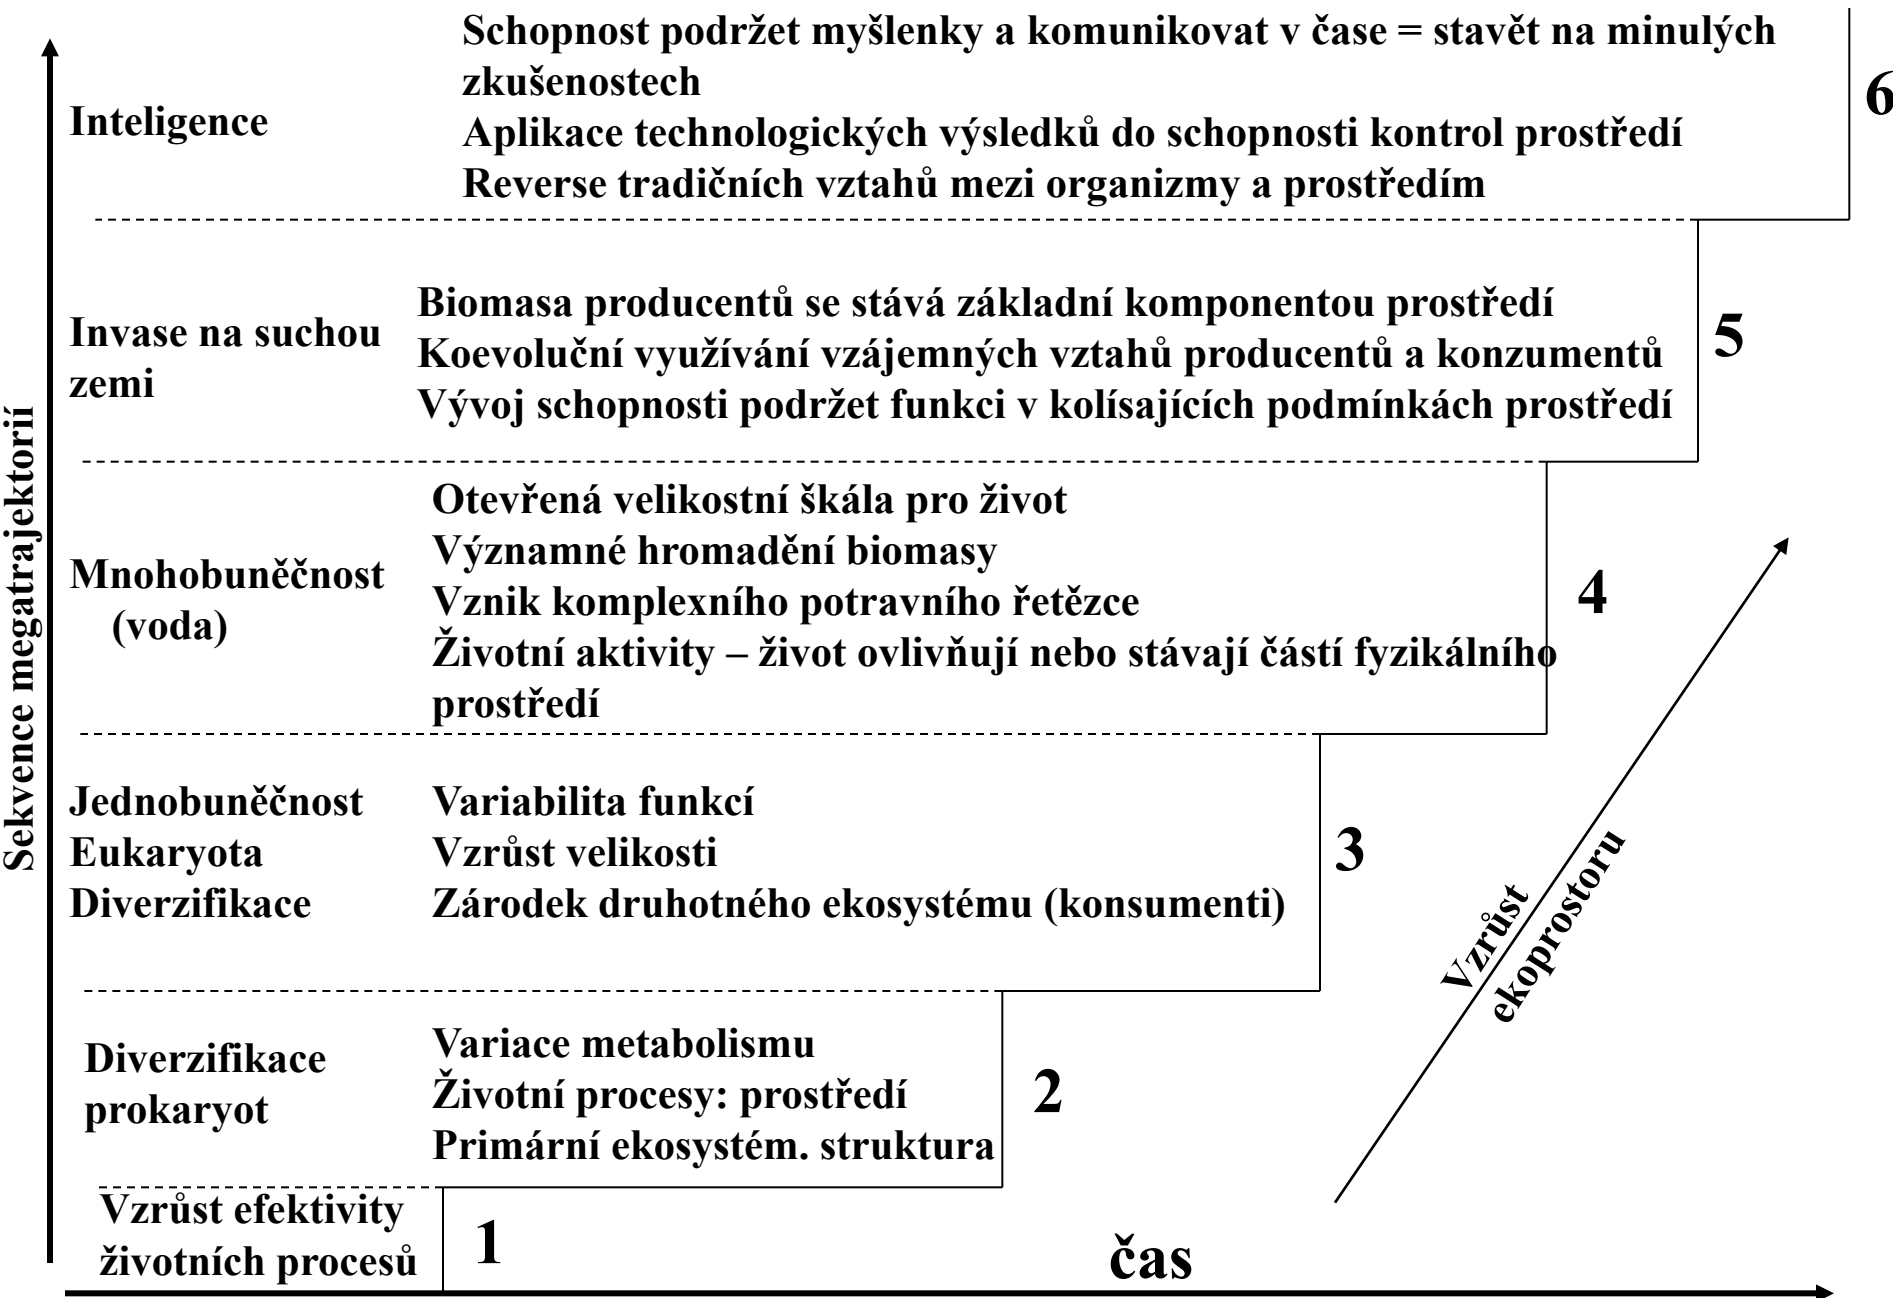 Schopnost podržet myšlenky a komunikovat v čase = stavět na minulých
zkušenostech
Aplikace technologických výsledků do schopnosti kontrol prostředí
Reverse tradičních vztahů mezi organizmy a prostředím
Inteligence
6
Invase na suchou
zemi
Biomasa producentů se stává základní komponentou prostředí
Koevoluční využívání vzájemných vztahů producentů a konzumentů
Vývoj schopnosti podržet funkci v kolísajících podmínkách prostředí
5
Mnohobuněčnost
(voda)
Otevřená velikostní škála pro život
Významné hromadění biomasy
Vznik komplexního potravního řetězce
Životní aktivity – život ovlivňují nebo stávají částí fyzikálního
prostředí
4
Jednobuněčnost
Eukaryota
Diverzifikace
Variabilita funkcí
Vzrůst velikosti
Zárodek druhotného ekosystému (konsumenti)
3
Diverzifikace
prokaryot
Variace metabolismu
Životní procesy: prostředí
Primární ekosystém. struktura
2
Vzrůst efektivity
životních procesů
1
čas
Sekvence megatrajektorií
Vzrůst
ekoprostoru